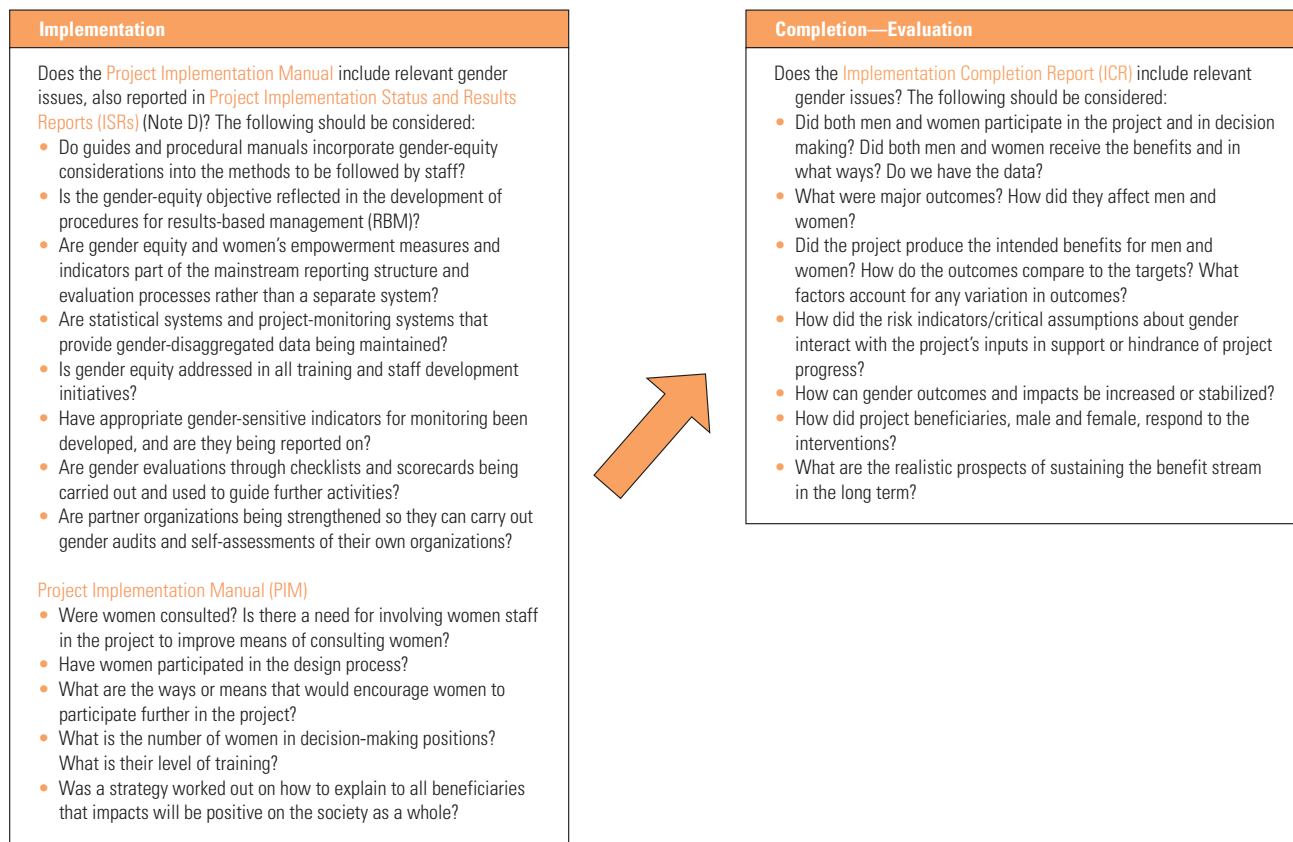 Implementation
Does the Project Implementation Manual include relevant gender
issues, also reported in Project Implementation Status and Results
Reports (ISRs) (Note D)? The following should be considered:
• Do guides and procedural manuals incorporate gender-equity
considerations into the methods to be followed by staff?
• Is the gender-equity objective reflected in the development of
procedures for results-based management (RBM)?
• Are gender equity and women's empowerment measures and
indicators part of the mainstream reporting structure and
evaluation processes rather than a separate system?
• Are statistical systems and project-monitoring systems that
provide gender-disaggregated data being maintained?
• Is gender equity addressed in all training and staff development
initiatives?
• Have appropriate gender-sensitive indicators for monitoring been
developed, and are they being reported on?
• Are gender evaluations through checklists and scorecards being
carried out and used to guide further activities?
• Are partner organizations being strengthened so they can carry out
gender audits and self-assessments of their own organizations?
Project Implementation Manual (PIM)
• Were women consulted? Is there a need for involving women staff
in the project to improve means of consulting women?
• Have women participated in the design process?
• What are the ways or means that would encourage women to
participate further in the project?
• What is the number of women in decision-making positions?
What is their level of training?
• Was a strategy worked out on how to explain to all beneficiaries
that impacts will be positive on the society as a whole?
Completion—Evaluation
Does the Implementation Completion Report (ICR) include relevant
gender issues? The following should be considered:
• Did both men and women participate in the project and in decision
making? Did both men and women receive the benefits and in
what ways? Do we have the data?
• What were major outcomes? How did they affect men and
women?
• Did the project produce the intended benefits for men and
women? How do the outcomes compare to the targets? What
factors account for any variation in outcomes?
• How did the risk indicators/critical assumptions about gender
interact with the project's inputs in support or hindrance of project
progress?
• How can gender outcomes and impacts be increased or stabilized?
• How did project beneficiaries, male and female, respond to the
interventions?
• What are the realistic prospects of sustaining the benefit stream
in the long term?